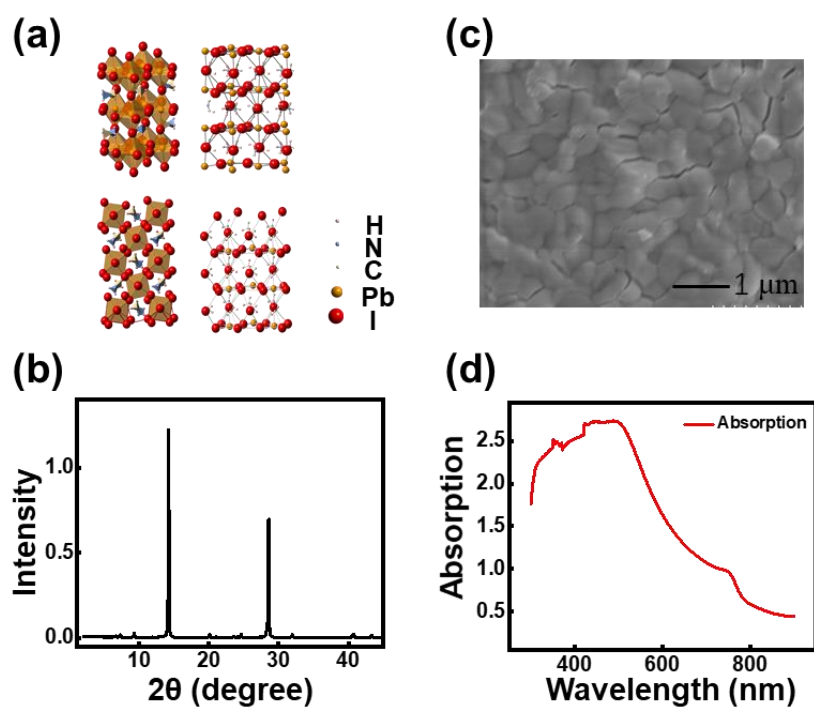 (a)
H
N
C
Pb
I
(c)
1 μm
(b)
Intensity
1.0
0.5
0.0
10
20
30
40
2θ (degree)
(d)
Absorption
Absorption
2.5
2.0
1.5
1.0
0.5
400
600
800
Wavelength (nm)